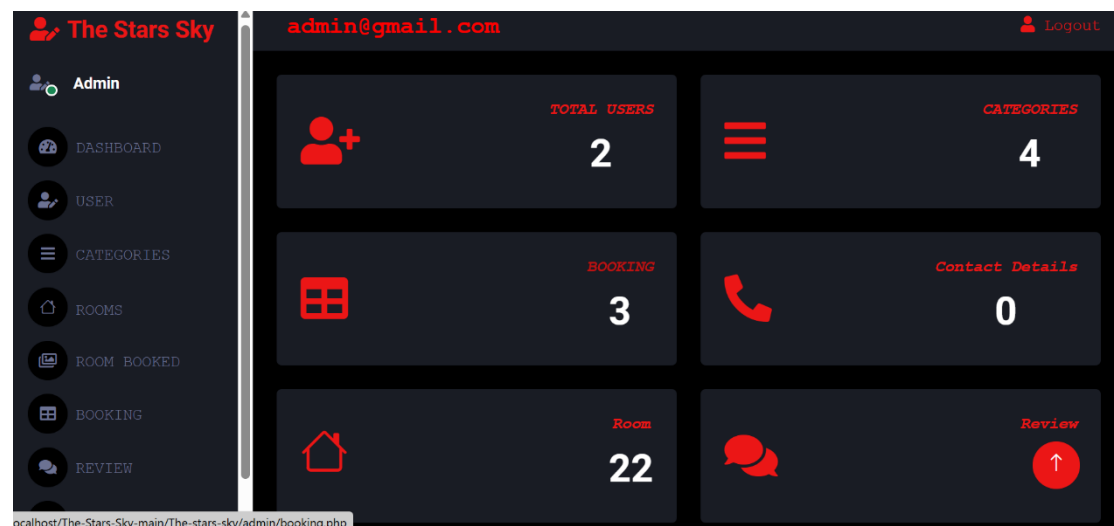 The Stars Sky
admin@gmail.com
Logout
Admin
DASHBOARD
USER
CATEGORIES
ROOMS
ROOM BOOKED
BOOKING
REVIEW
TOTAL USERS
2
CATEGORIES
4
BOOKING
3
Contact Details
0
Room
22
Review
ocalhost/The-Stars-Sky-main/The-stars-sky/admin/booking.php